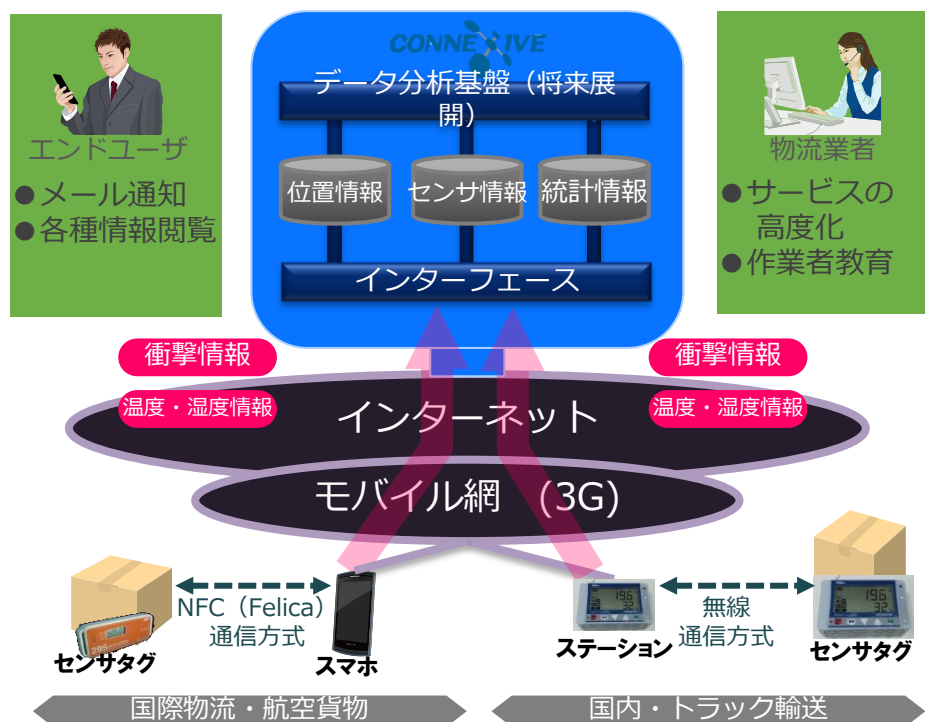 CONNEXIVE
データ分析基盤（将来展
開）
エンドユーザ
●メール通知
●各種情報閲覧
物流業者
●サービスの
高度化
●作業者教育
位置情報
センサ情報
統計情報
インターフェース
衝撃情報
衝撃情報
温度・湿度情報
温度・湿度情報
インターネット
モバイル網　(3G)
NFC（Felica）
通信方式
センサタグ
295
スマホ
19.6
32
ステーション
無線
通信方式
19.6
32
センサタグ
国際物流・航空貨物
国内・トラック輸送